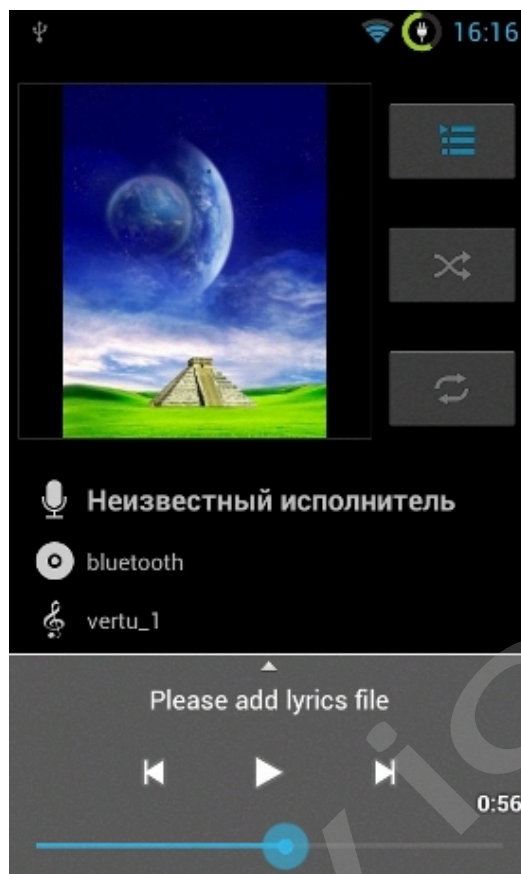 16:16
Неизвестный исполнитель
bluetooth
vertu_1
Please add lyrics file
0:56